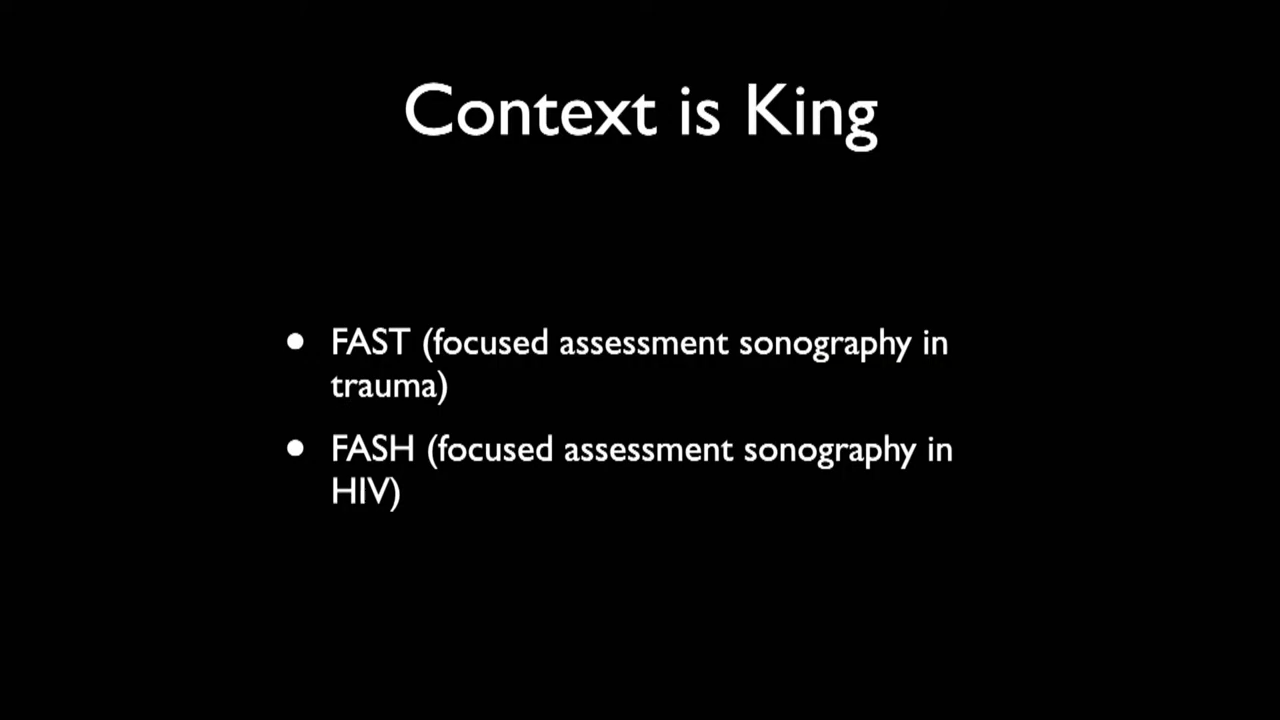 Context is King
• FAST (focused assessment sonography in
trauma)
• FASH (focused assessment sonography in
HIV)